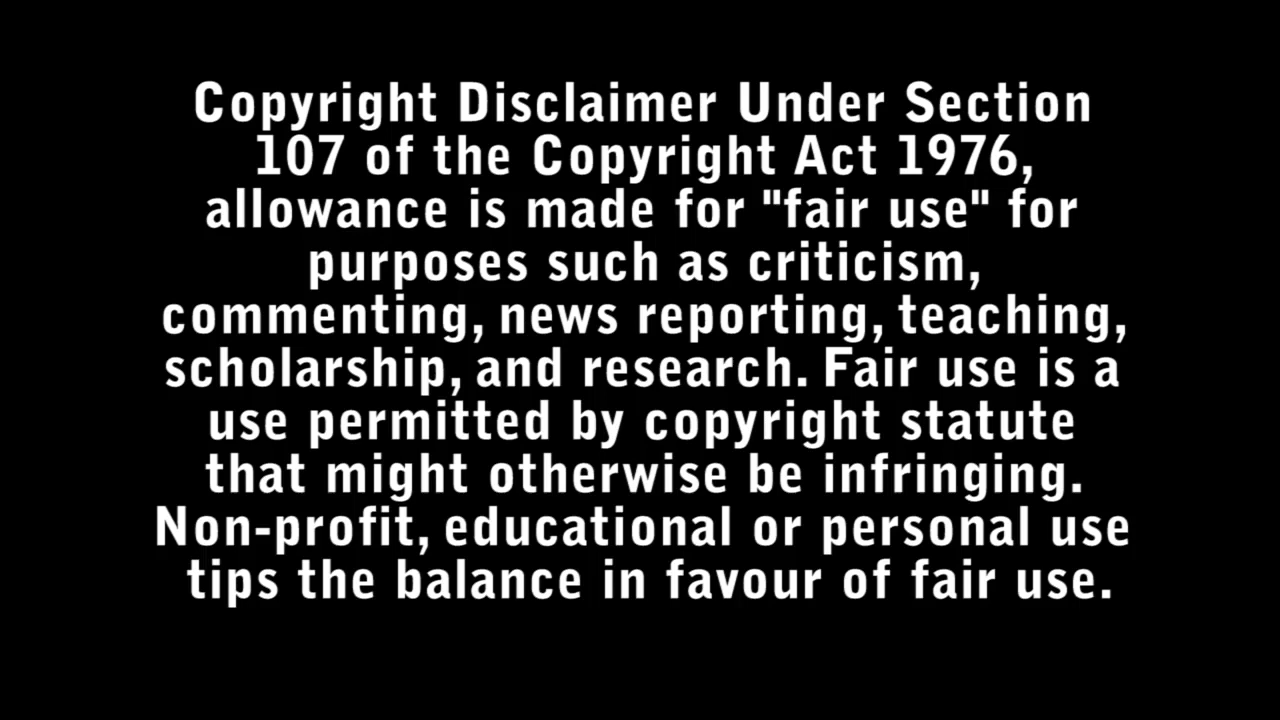 Copyright Disclaimer Under Section
107 of the Copyright Act 1976,
allowance is made for "fair use" for
purposes such as criticism,
commenting, news reporting, teaching,
scholarship, and research. Fair use is a
use permitted by copyright statute
that might otherwise be infringing.
Non-profit, educational or personal use
tips the balance in favour of fair use.